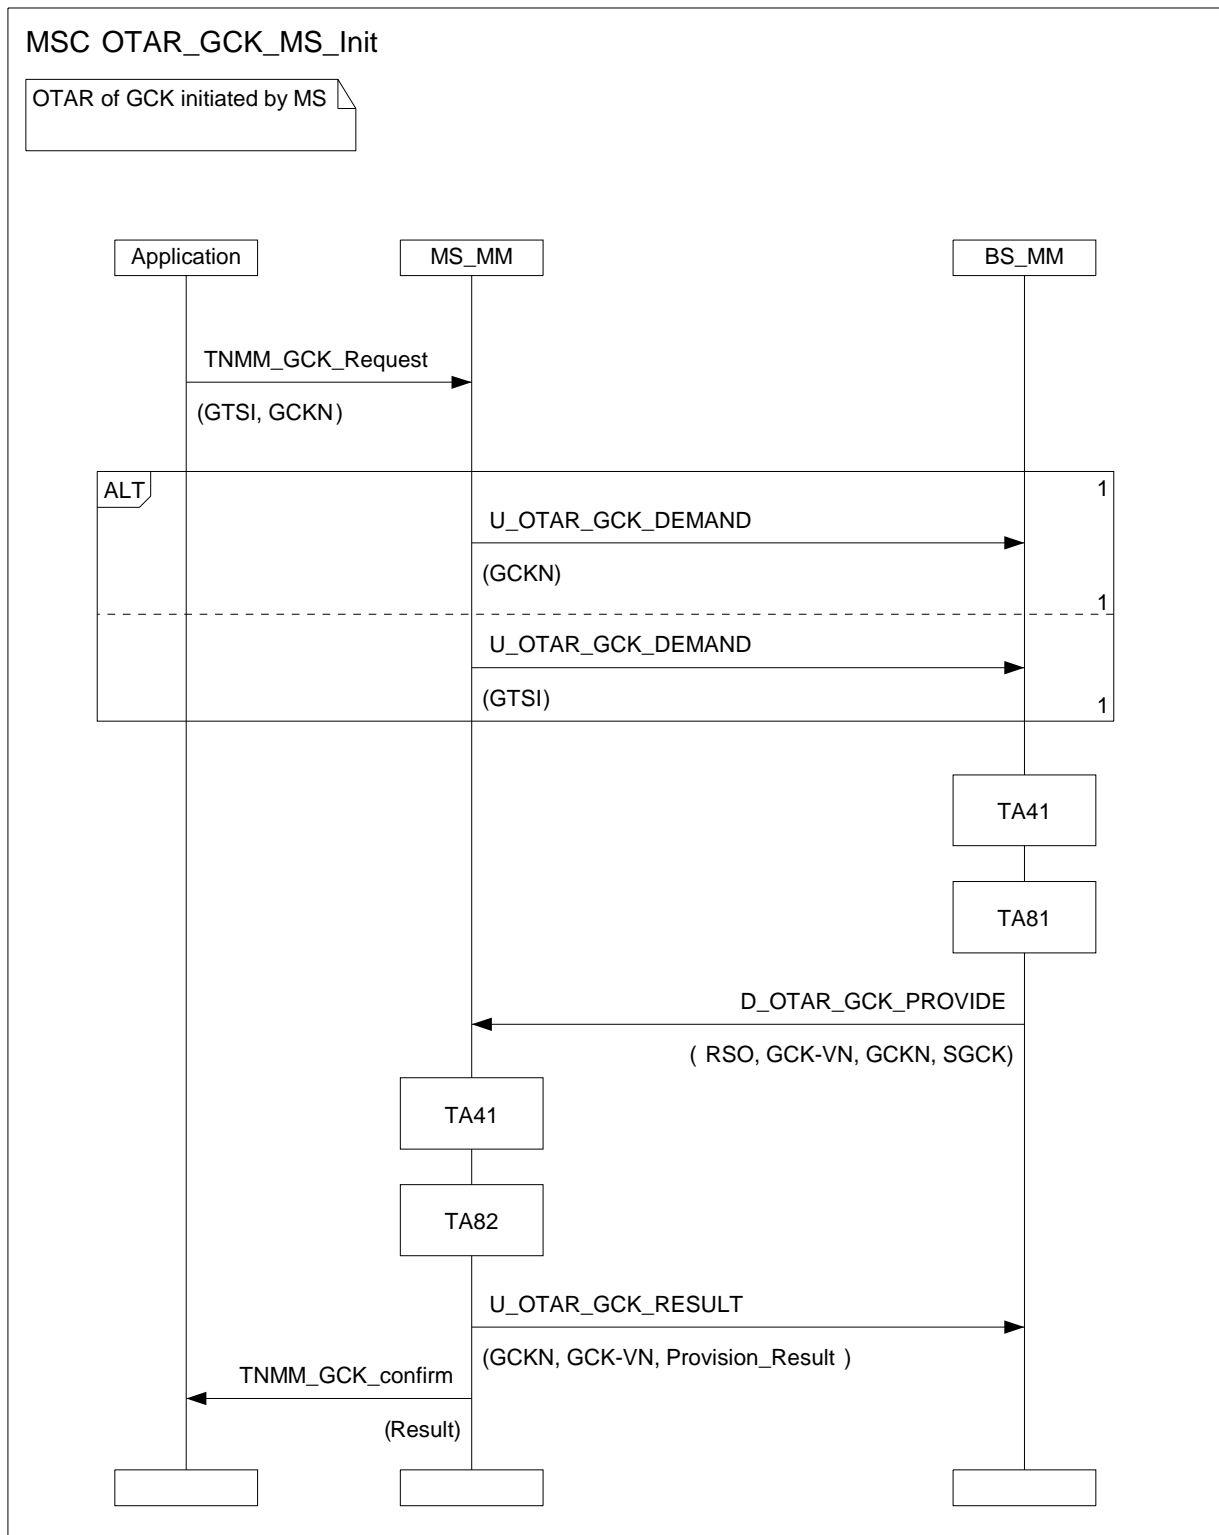 MSC OTAR_GCK_MS_Init
OTAR of GCK initiated by MS
Application
MS_MM
BS_MM
TNMM_GCK_Request
(GTSI, GCKN)
ALT
1
U_OTAR_GCK_DEMAND
(GCKN)
1
U_OTAR_GCK_DEMAND
(GTSI)
1
TA41
TA81
D_OTAR_GCK_PROVIDE
( RSO, GCK-VN, GCKN, SGCK)
TA41
TA82
U_OTAR_GCK_RESULT
(GCKN, GCK-VN, Provision_Result )
TNMM_GCK_confirm
(Result)